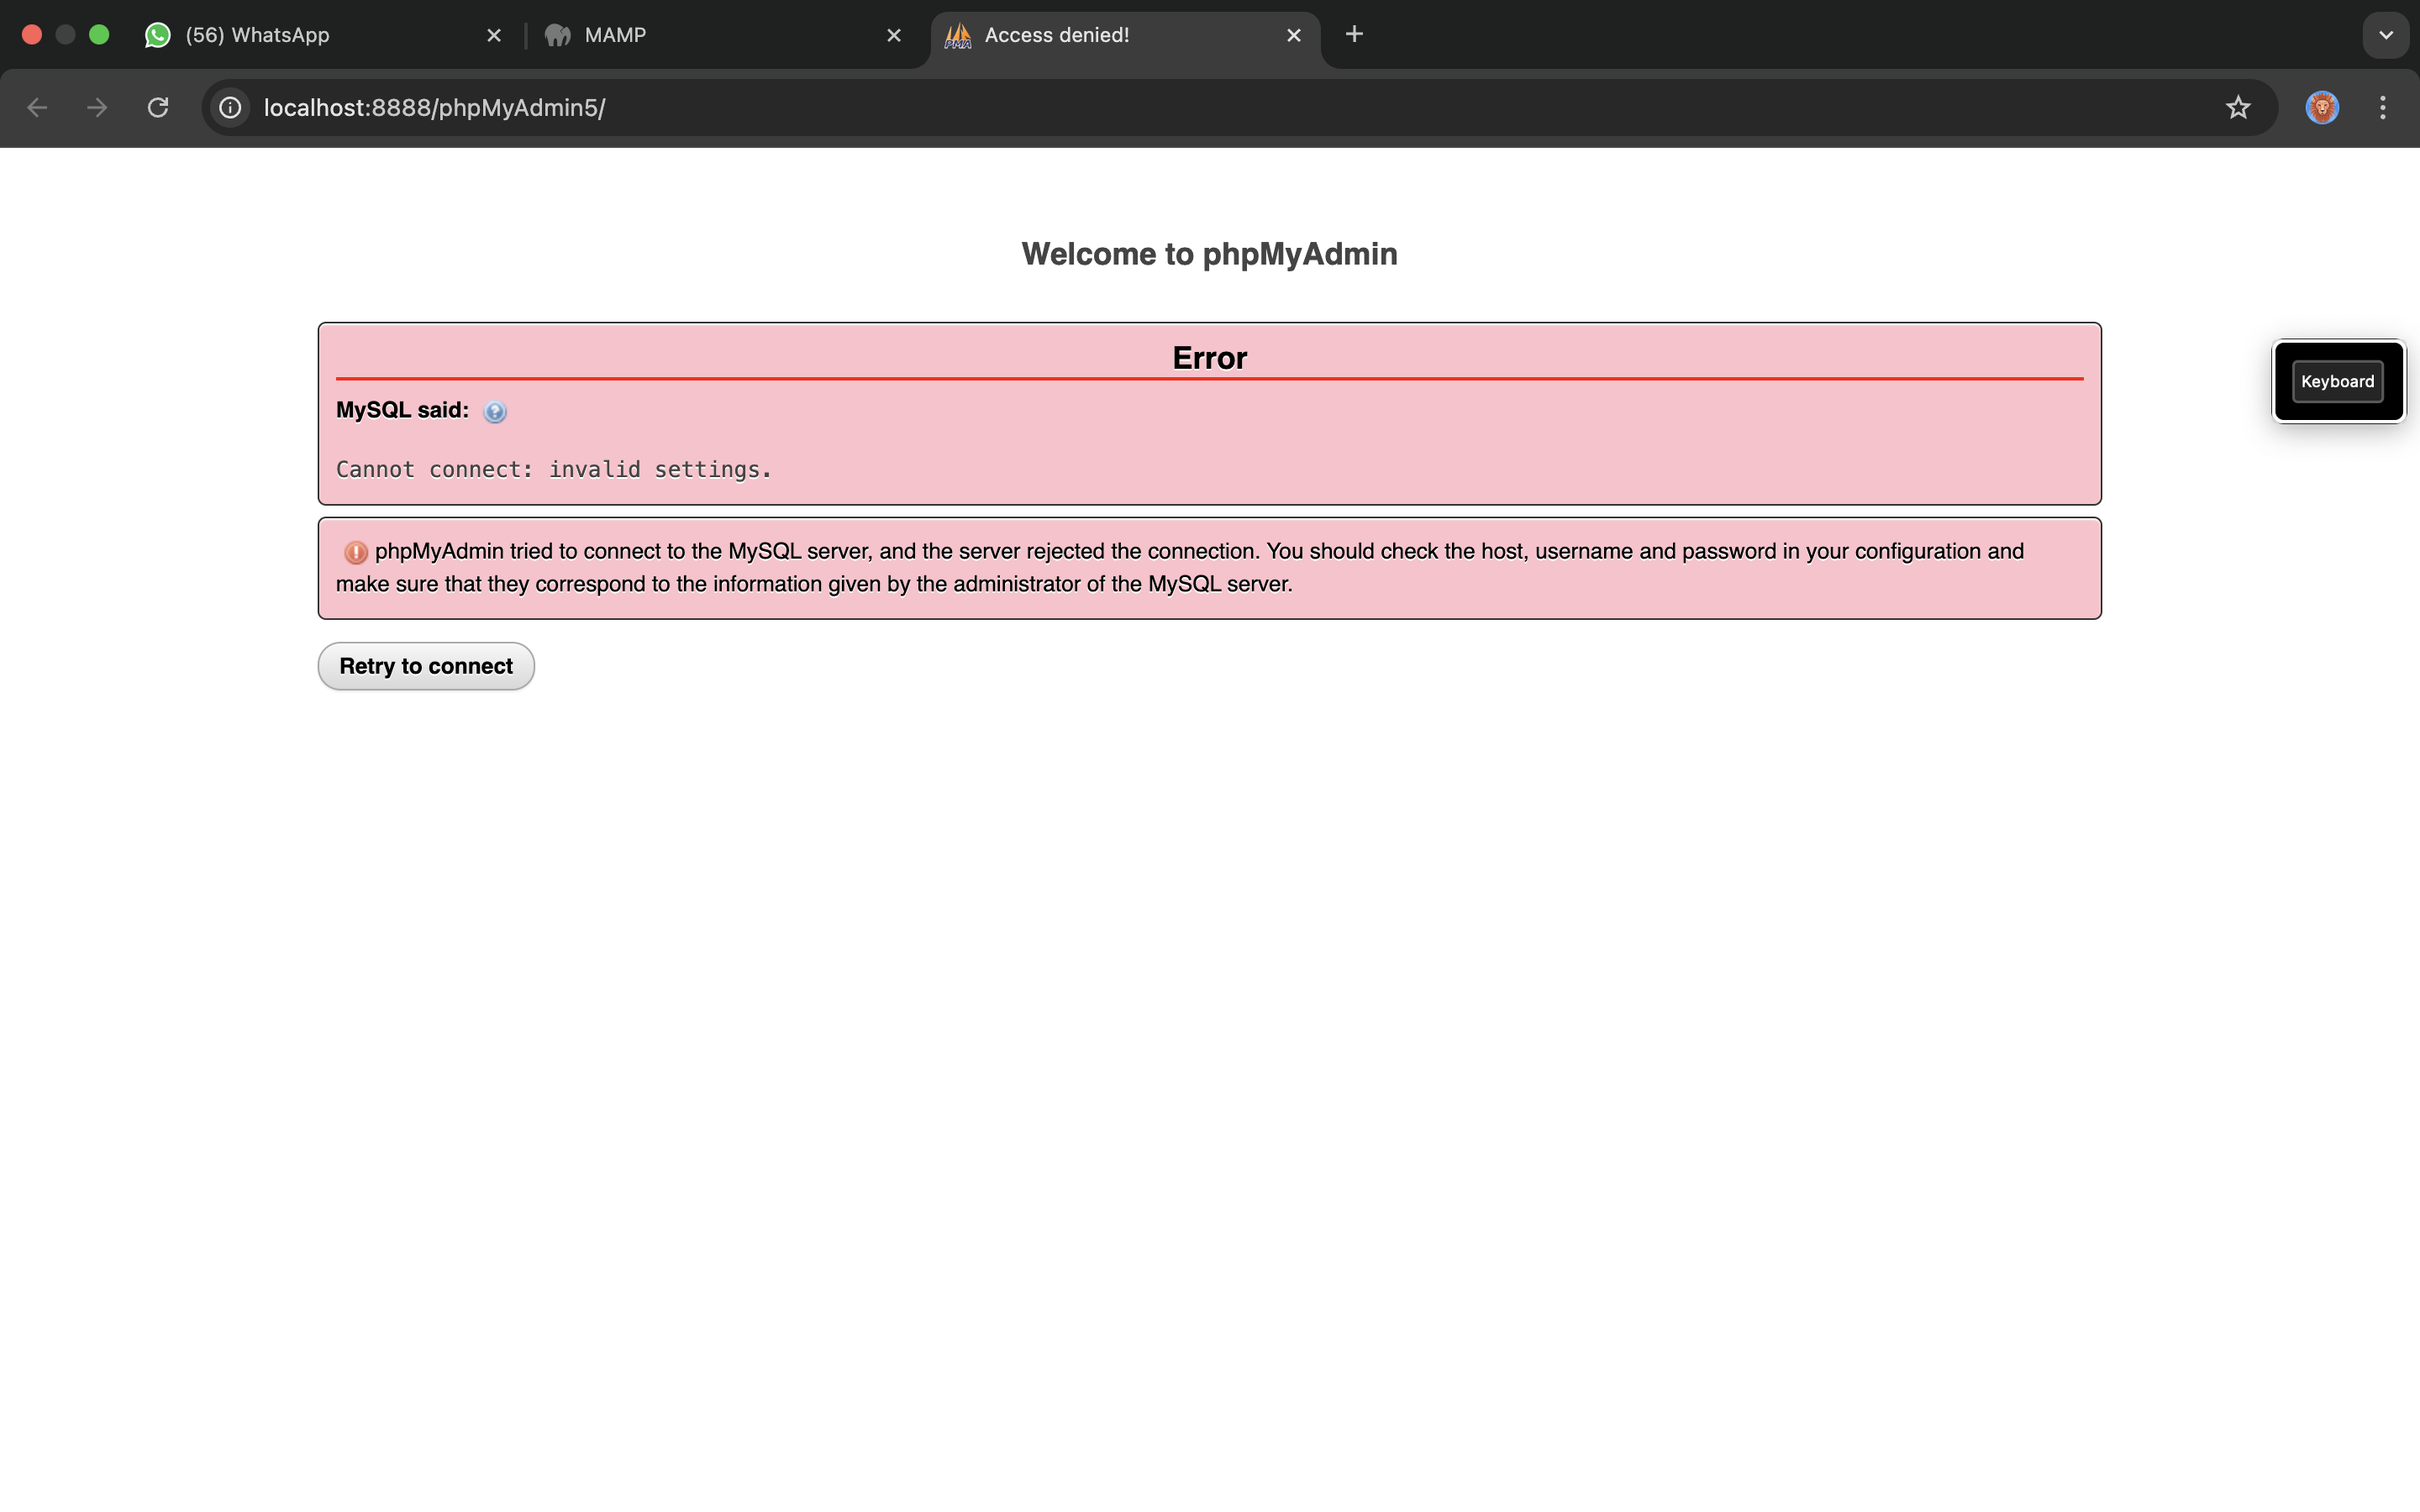 (56) WhatsApp
MAMP
PMA
Access denied!
localhost:8888/phpMyAdmin5/
Welcome to phpMyAdmin
Error
MySQL said:
Cannot connect: invalid settings.
phpMyAdmin tried to connect to the MySQL server, and the server rejected the connection. You should check the host, username and password in your configuration and
make sure that they correspond to the information given by the administrator of the MySQL server.
Retry to connect
Keyboard